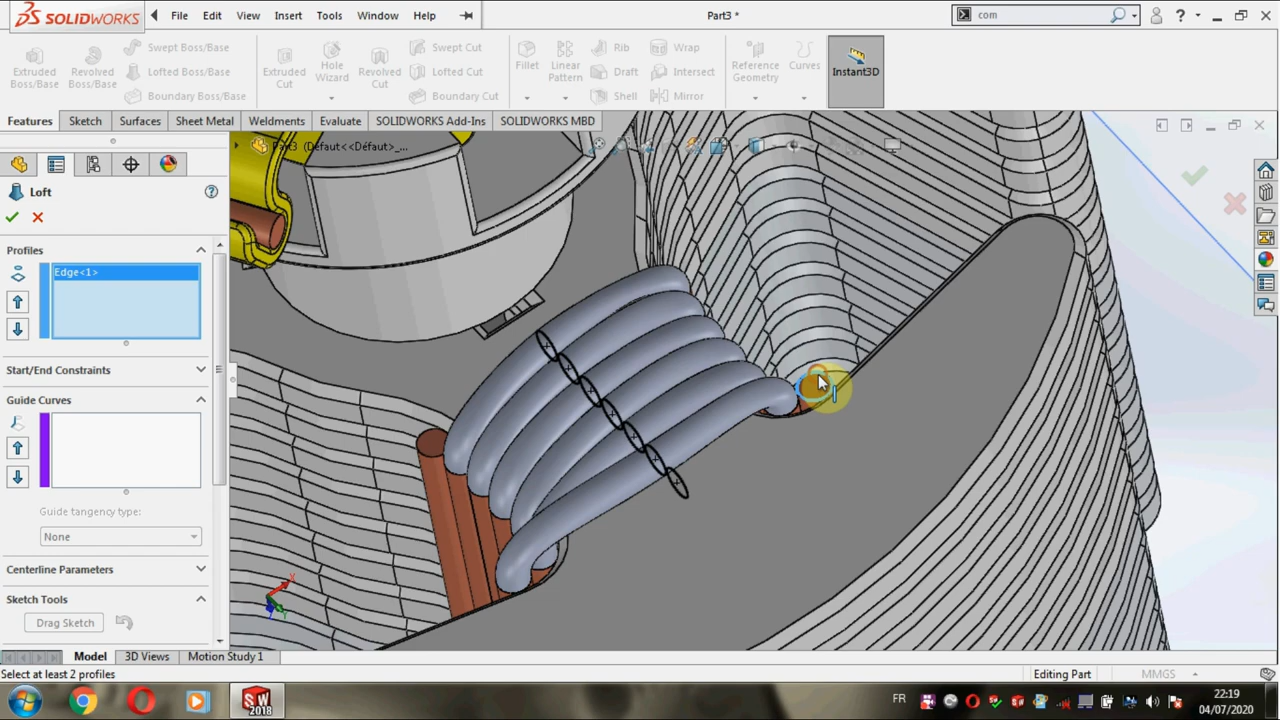 SOLIDWORKS File Edit View Insert Tools Window Help Part3 * com ?
Extruded Boss/Base
Revolved Boss/Base
Swept Boss/Base
Lofted Boss/Base
Boundary Boss/Base
Extruded Cut
Hole Wizard
Revolved Cut
Swept Cut
Lofted Cut
Boundary Cut
Fillet
Linear Pattern
Rib
Draft
Shell
Wrap
Intersect
Mirror
Reference Geometry
Curves
Instant3D
Features Sketch Surfaces Sheet Metal Weldments Evaluate SOLIDWORKS Add-Ins SOLIDWORKS MBD
Part3 (Défaut<<Défaut>_...
Loft
Profiles
Edge<1>
Start/End Constraints
Guide Curves
Guide tangency type:
None
Centerline Parameters
Sketch Tools
Drag Sketch
Model 3D Views Motion Study 1
Select at least 2 profiles Editing Part MMGS
SW
2018
FR
22:19
04/07/2020